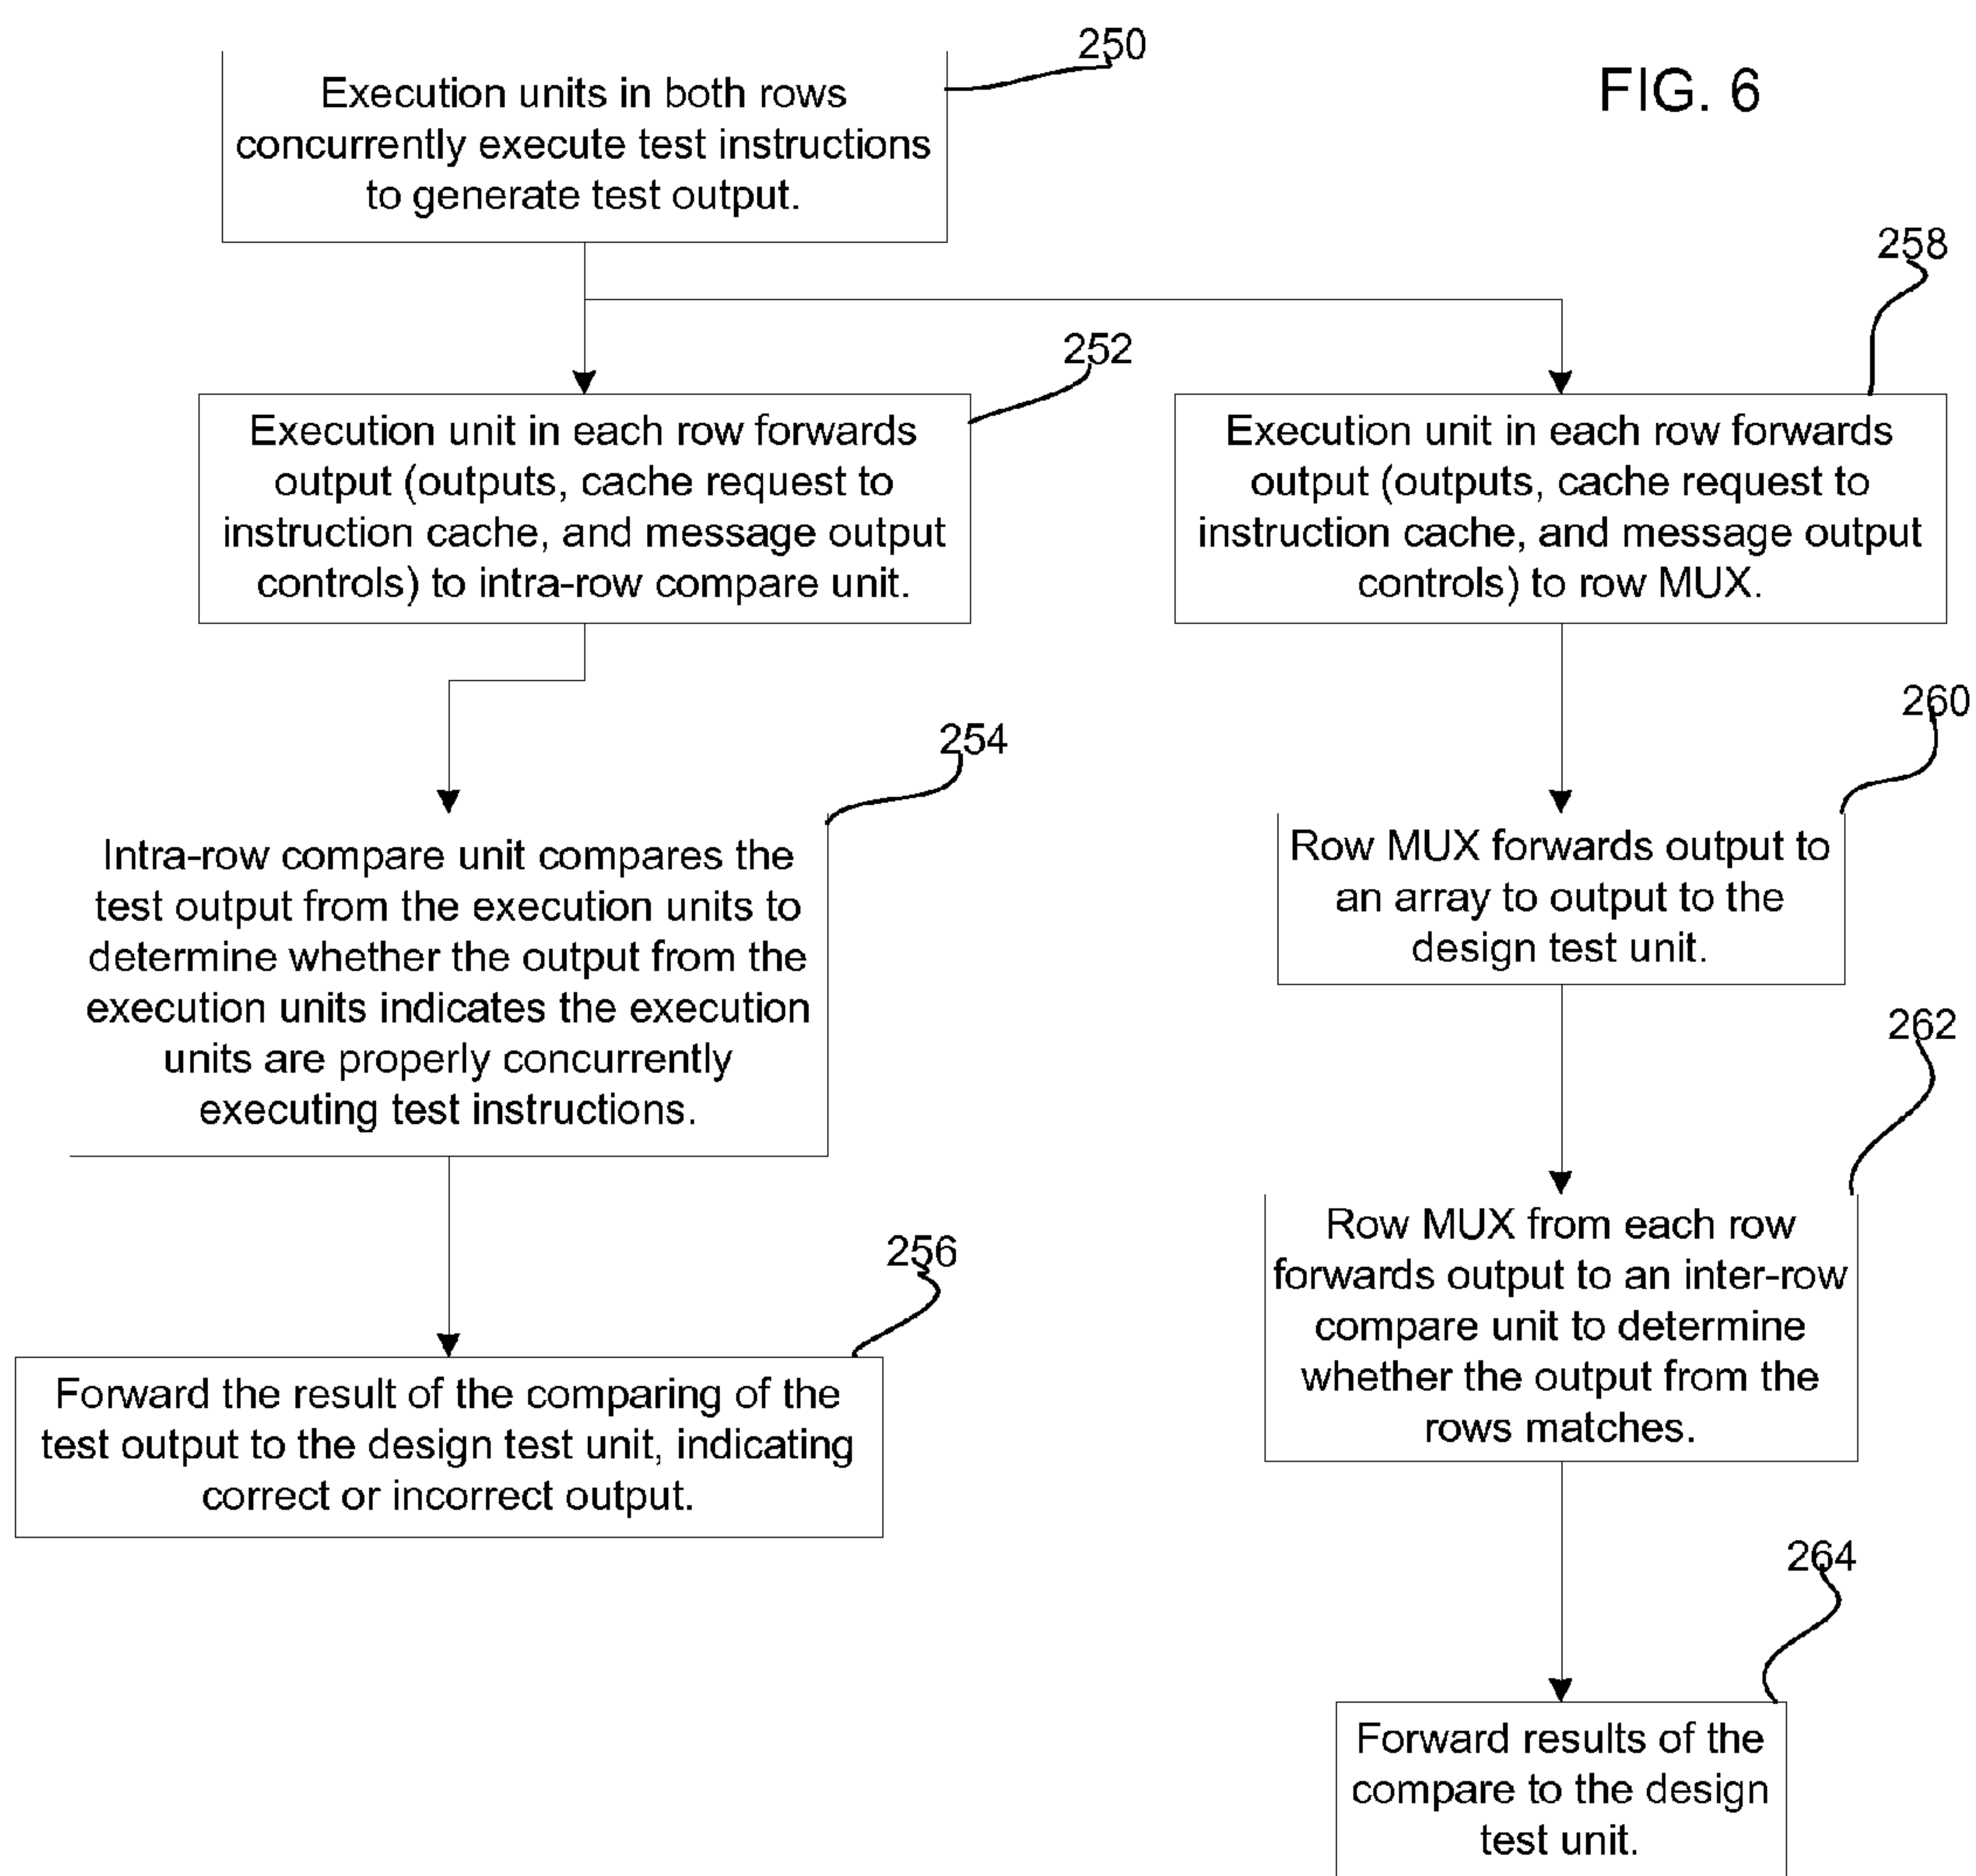 250
FIG. 6
Execution units in both rows
concurrently execute test instructions
to generate test output.
258
252
Execution unit in each row forwards
output (outputs, cache request to
instruction cache, and message output
controls) to intra-row compare unit.
Execution unit in each row forwards
output (outputs, cache request to
instruction cache, and message output
controls) to row MUX.
260
254
Intra-row compare unit compares the
test output from the execution units to
determine whether the output from the
execution units indicates the execution
units are properly concurrently
executing test instructions.
Row MUX forwards output to
an array to output to the
design test unit.
262
Row MUX from each row
forwards output to an inter-row
compare unit to determine
whether the output from the
rows matches.
256
Forward the result of the comparing of the
test output to the design test unit, indicating
correct or incorrect output.
264
Forward results of the
compare to the design
test unit.